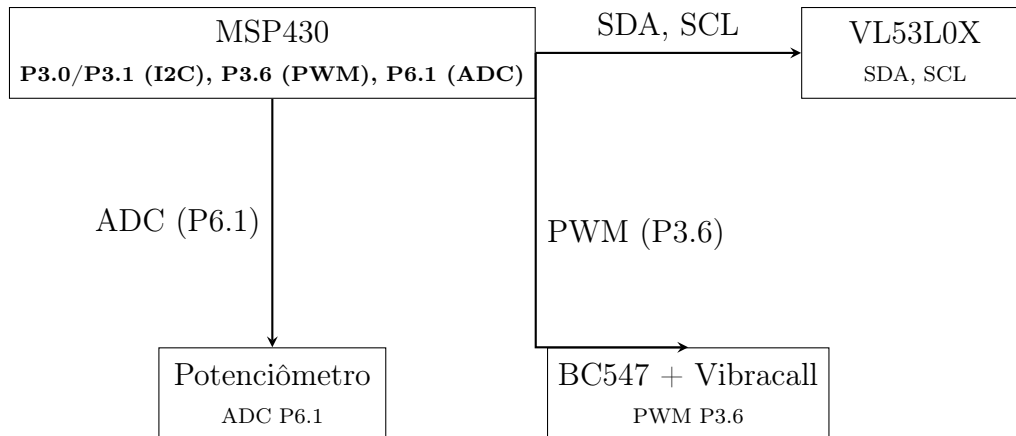 MSP430
P3.0/P3.1 (I2C), P3.6 (PWM), P6.1 (ADC)
SDA, SCL
VL53L0X
SDA, SCL
ADC (P6.1)
PWM (P3.6)
Potenciômetro
ADC P6.1
BC547 + Vibracall
PWM P3.6